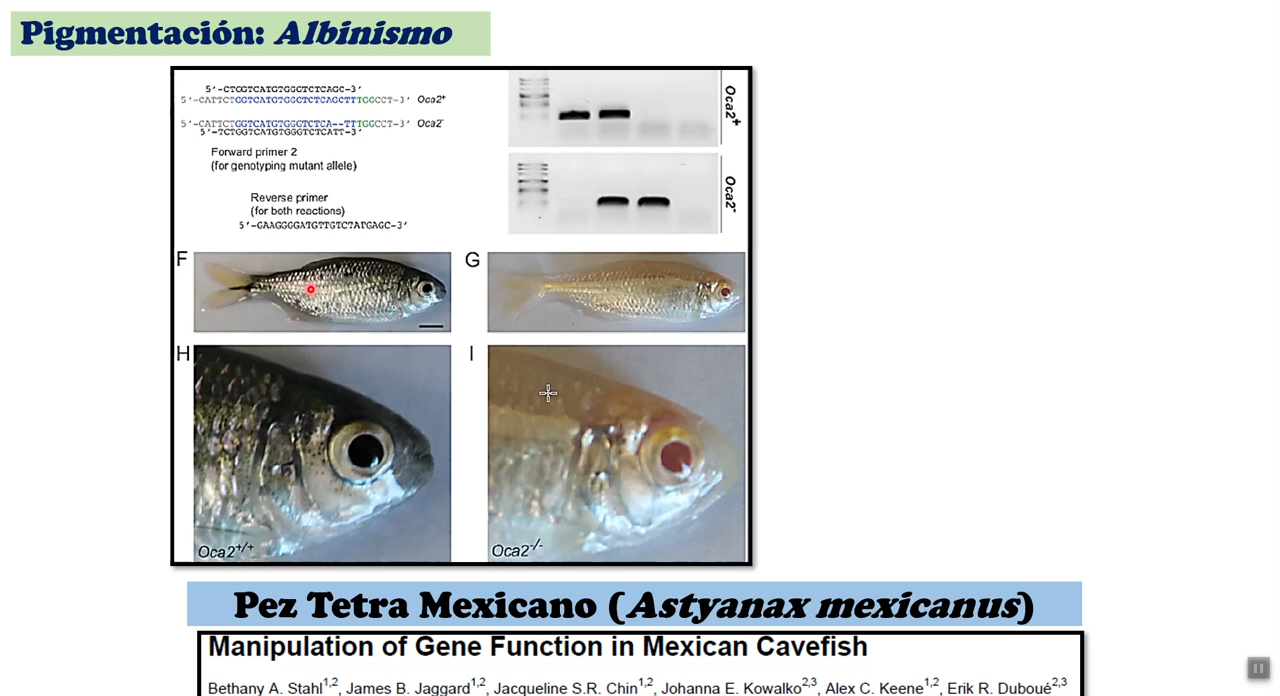 Pigmentación: Albinismo
5'-CTGGTCATGTGGCTCTCAGC-3'
5'-CATTCTGGTCATGTGGCTCTCAGCTTTGGCCT-3' Oca2+
5'-CATTCTGGTCATGTGGGTCTCA--TTTGGCCT-3' Oca2-
5'-TCTGGTCATGTGGGTCTCATT-3'
Forward primer 2
(for genotyping mutant allele)
Reverse primer
(for both reactions)
5'-GAAGGGGATGTTGTCTATGAGC-3'
Oca2+
Oca2-
F
G
H
I
Oca2+/+
Oca2-/-
Pez Tetra Mexicano (Astyanax mexicanus)
Manipulation of Gene Function in Mexican Cavefish
Bethany A. Stahl1,2, James B. Jaggard1,2, Jacqueline S.R. Chin1,2, Johanna E. Kowalko2,3, Alex C. Keene1,2, Erik R. Duboué2,3